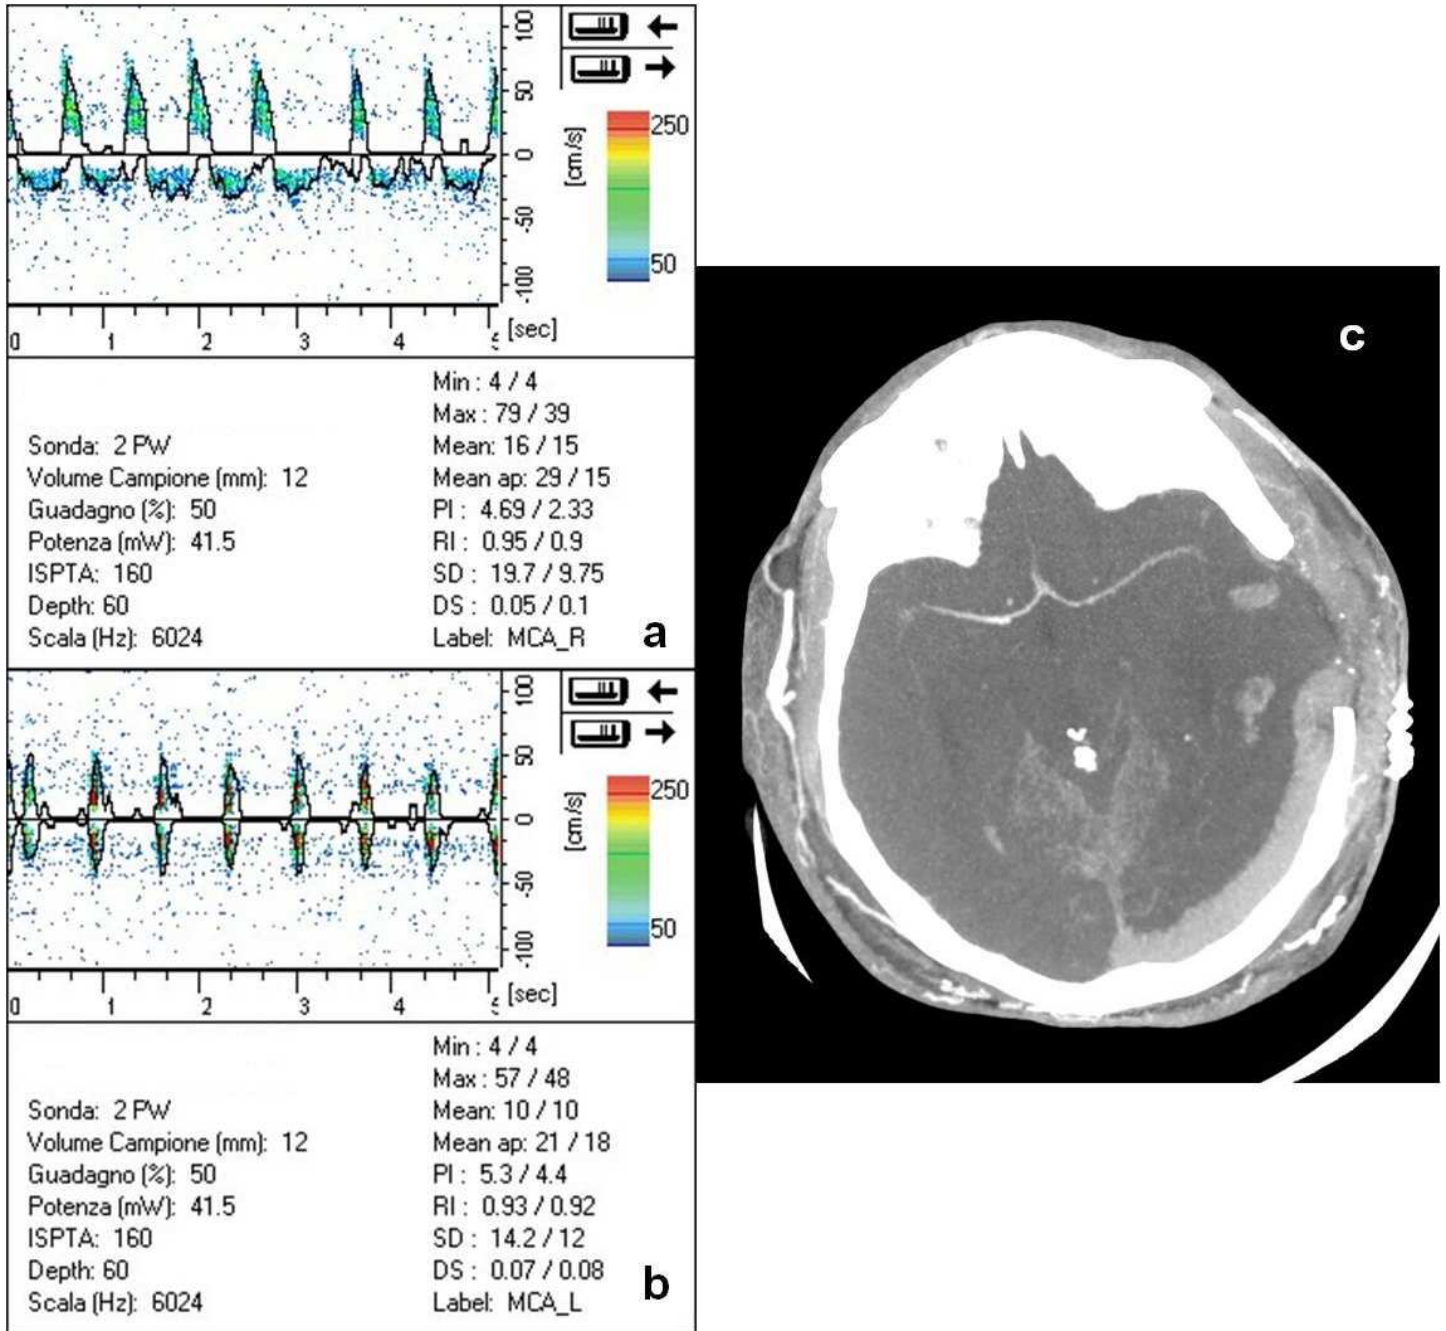 100
50
0
-50
-100
[cm/s]
250
50
0 1 2 3 4 5 [sec]
Min : 4 / 4
Max : 79 / 39
Sonda: 2 PW Mean: 16 / 15
Volume Campione (mm): 12 Mean ap: 29 / 15
Guadagno (%): 50 PI : 4.69 / 2.33
Potenza (mW): 41.5 RI : 0.95 / 0.9
ISPTA: 160 SD : 19.7 / 9.75
Depth: 60 DS : 0.05 / 0.1
Scala (Hz): 6024 Label: MCA_R
a
100
50
0
-50
-100
[cm/s]
250
50
0 1 2 3 4 5 [sec]
Min : 4 / 4
Max : 57 / 48
Sonda: 2 PW Mean: 10 / 10
Volume Campione (mm): 12 Mean ap: 21 / 18
Guadagno (%): 50 PI : 5.3 / 4.4
Potenza (mW): 41.5 RI : 0.93 / 0.92
ISPTA: 160 SD : 14.2 / 12
Depth: 60 DS : 0.07 / 0.08
Scala (Hz): 6024 Label: MCA_L
b
c